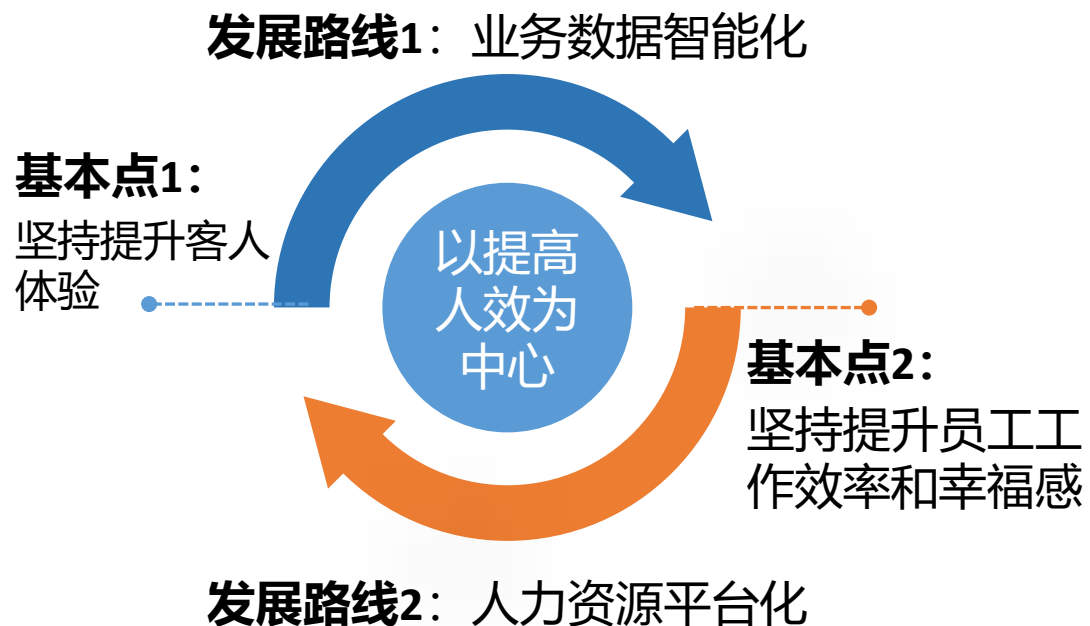 发展路线1：业务数据智能化
基本点1：
坚持提升客人
体验
以提高
人效为
中心
基本点2：
坚持提升员工工
作效率和幸福感
发展路线2：人力资源平台化